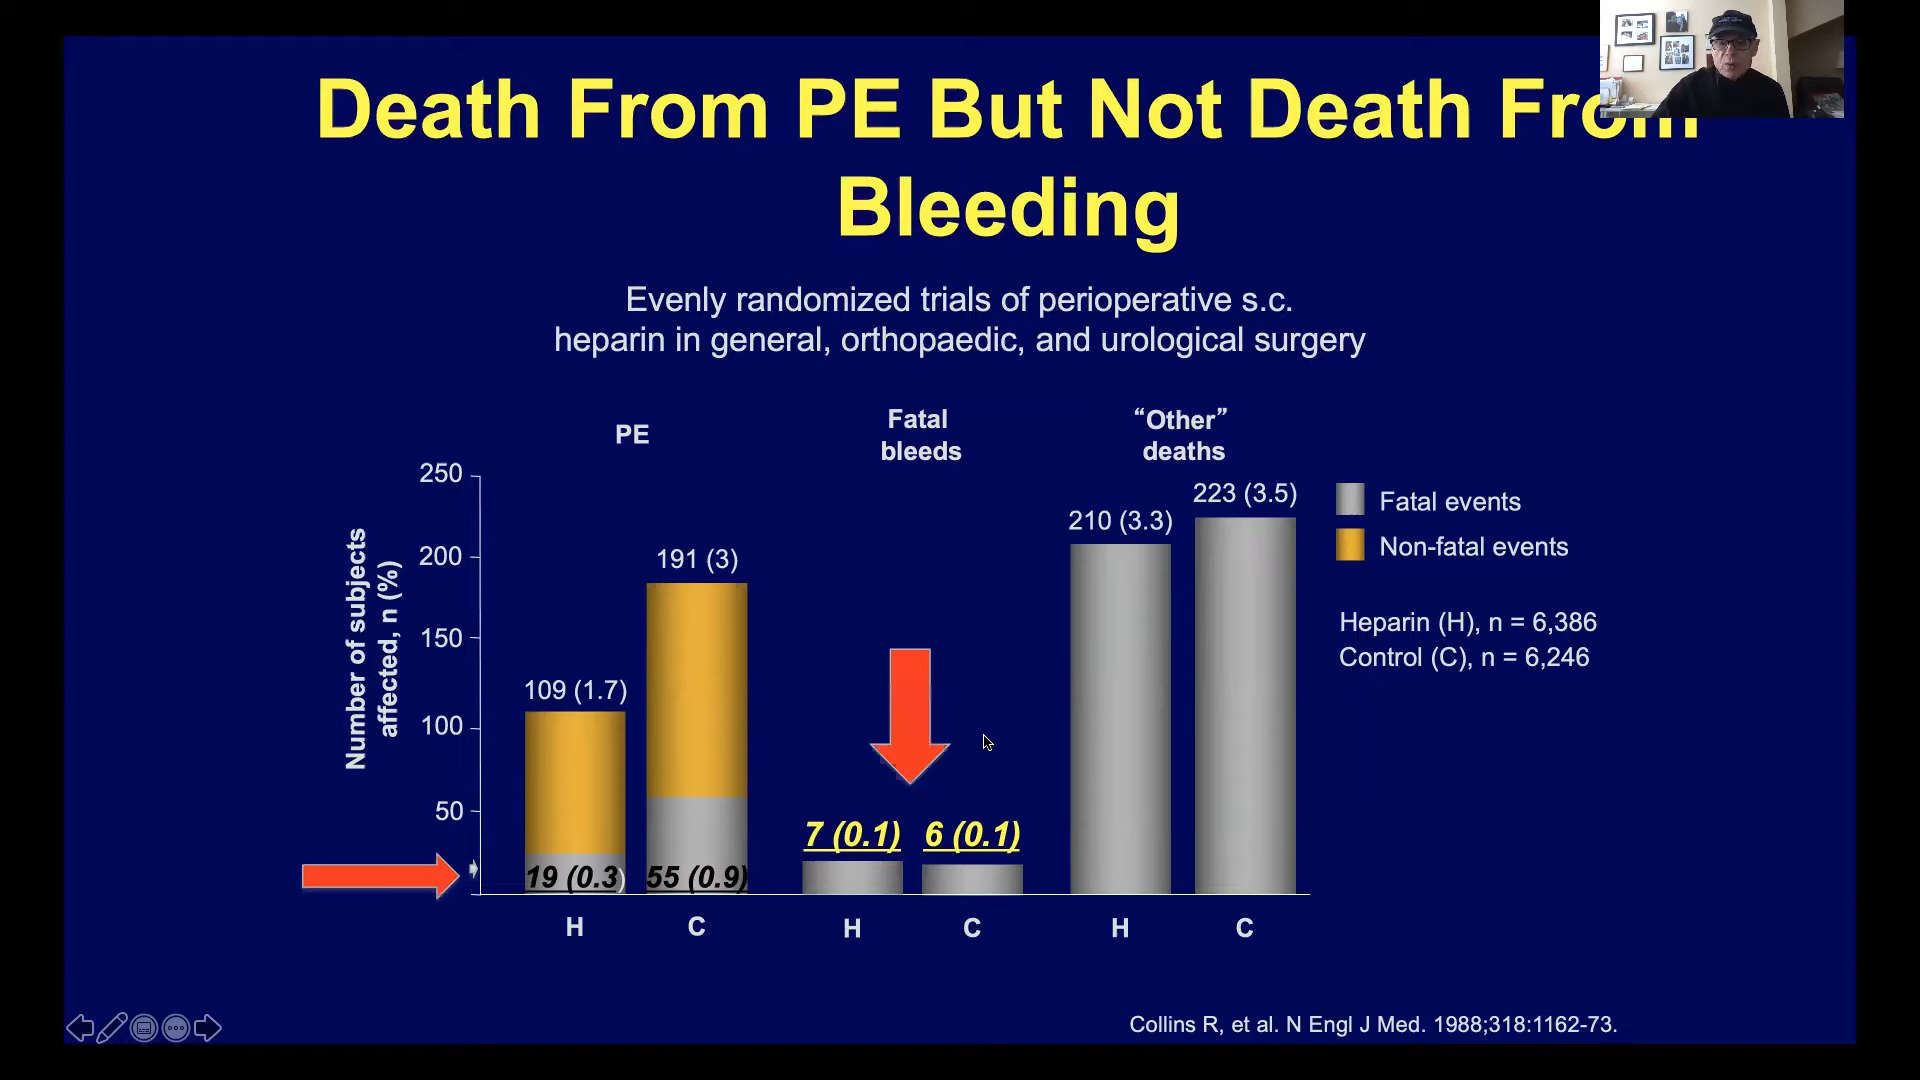 Death From PE But Not Death From
Bleeding
Evenly randomized trials of perioperative s.c.
heparin in general, orthopaedic, and urological surgery
PE
Fatal
bleeds
“Other”
deaths
Number of subjects
affected, n (%)
250
200
150
100
50
109 (1.7)
191 (3)
19 (0.3)
55 (0.9)
7 (0.1)
6 (0.1)
210 (3.3)
223 (3.5)
H
C
H
C
H
C
Fatal events
Non-fatal events
Heparin (H), n = 6,386
Control (C), n = 6,246
Collins R, et al. N Engl J Med. 1988;318:1162-73.